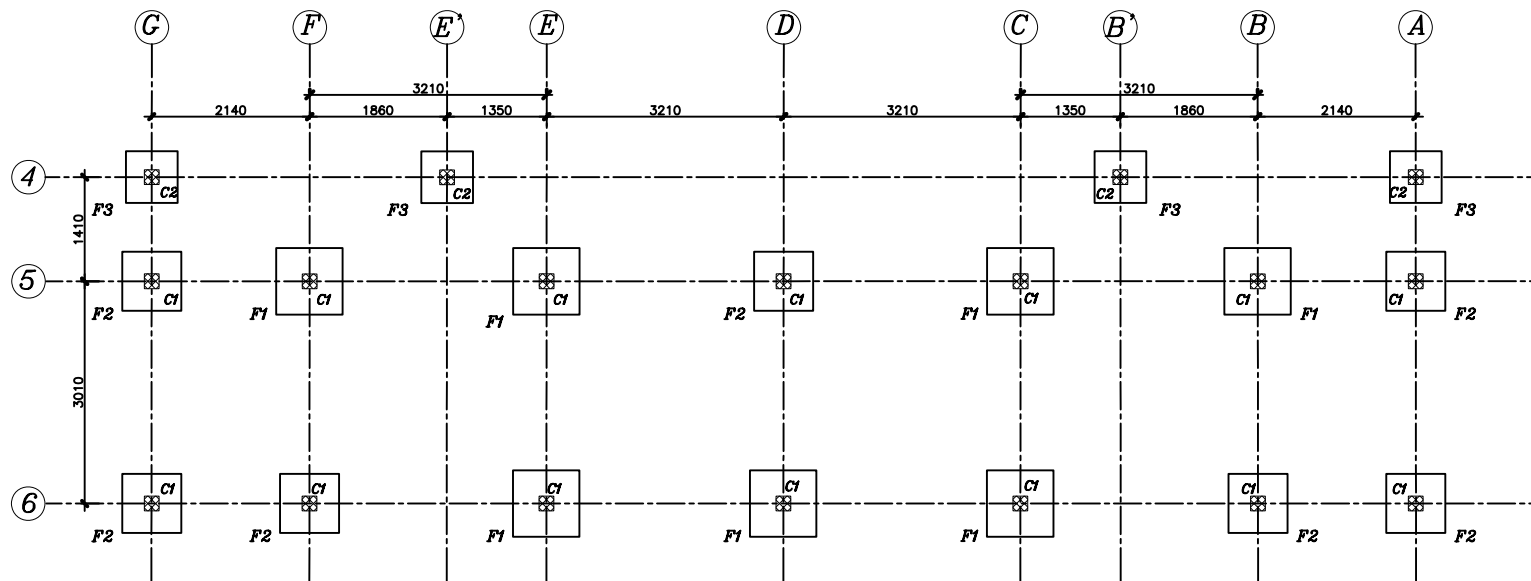 G F E' E D C B' B A
3210 3210
2140 1860 1350 3210 3210 1350 1860 2140
4 C2 C2 C2 C2
F3 F3 F3 F3
1410
5 C1 C1 C1 C1 C1 C1 C1
F2 F1 F1 F2 F1 F1 F2
3010
6 C1 C1 C1 C1 C1 C1 C1
F2 F2 F1 F1 F1 F2 F2